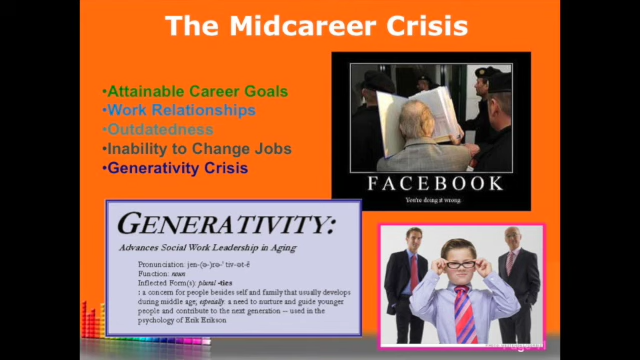 The Midcareer Crisis
•Attainable Career Goals
•Work Relationships
•Outdatedness
•Inability to Change Jobs
•Generativity Crisis
FACEBOOK
You're doing it wrong.
GENERATIVITY:
Advances Social Work Leadership in Aging
Function: noun
Inflected Form(s): plural -ties
: a concern for people besides self and family that usually develops
during middle age; especially: a need to nurture and guide younger
people and contribute to the next generation -- used in the
psychology of Erik Erikson